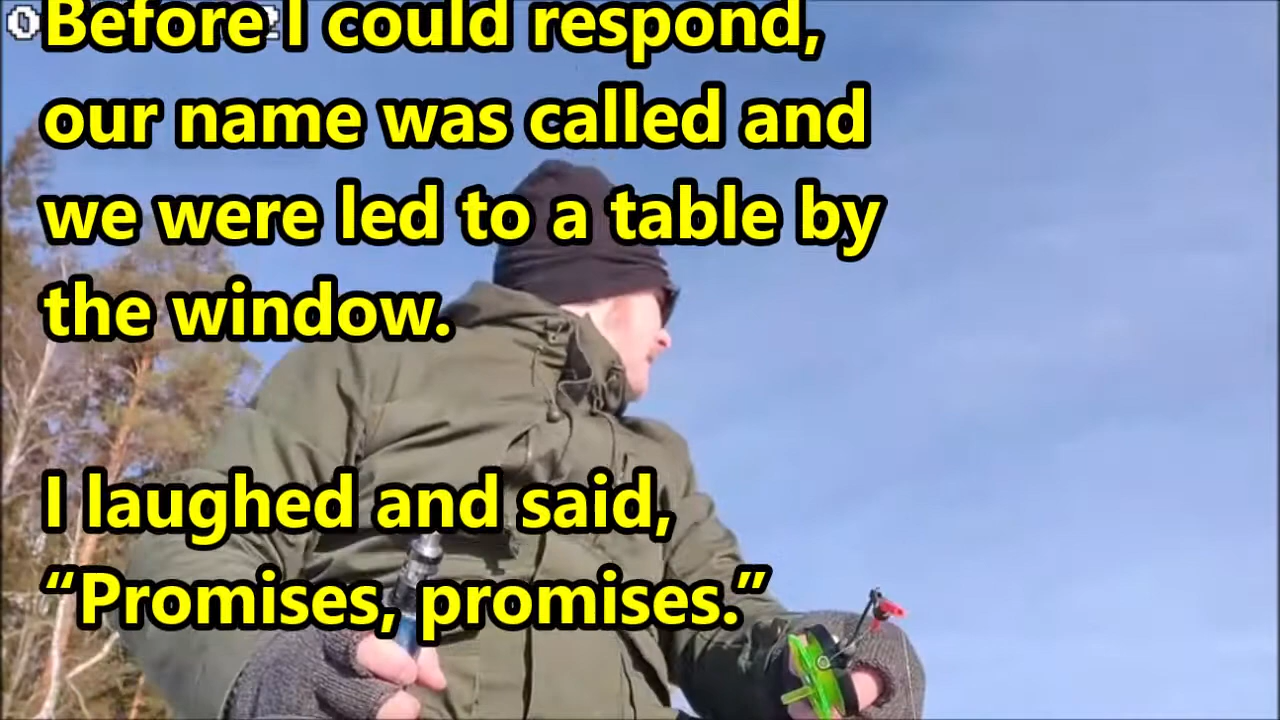 Before I could respond,
our name was called and
we were led to a table by
the window.
I laughed and said,
“Promises, promises.”